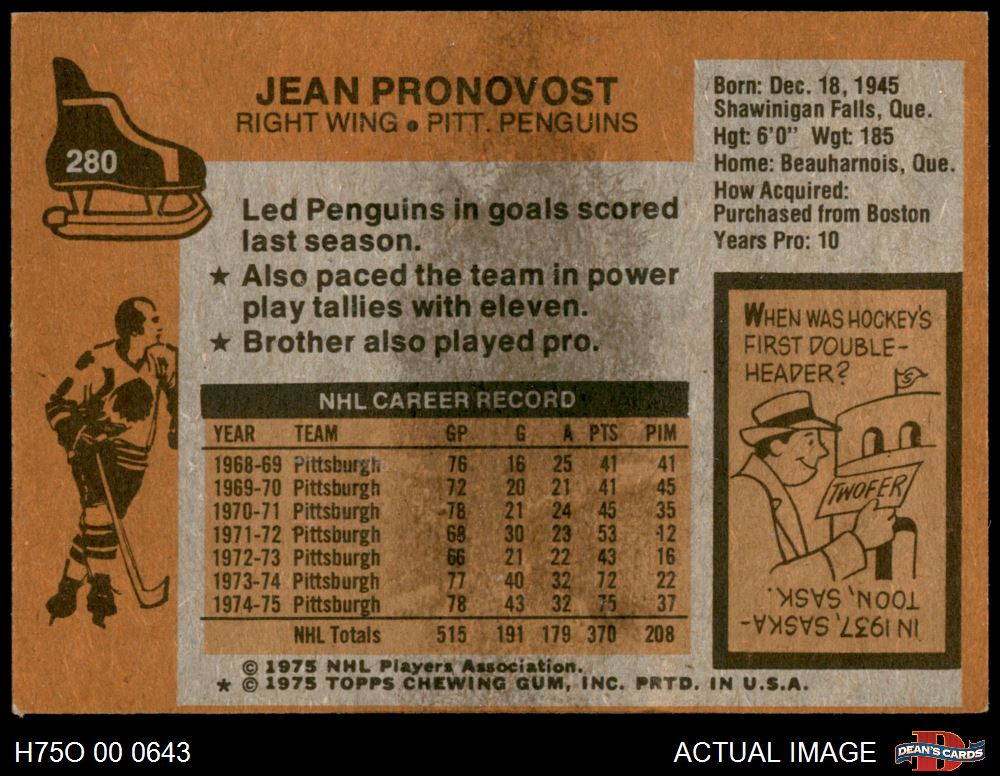 280
JEAN PRONOVOST
RIGHT WING • PITT. PENGUINS
Born: Dec. 18, 1945
Shawinigan Falls, Que.
Hgt: 6'0" Wgt: 185
Home: Beauharnois, Que.
How Acquired:
Purchased from Boston
Years Pro: 10
Led Penguins in goals scored
last season.
★ Also paced the team in power
play tallies with eleven.
★ Brother also played pro.
NHL CAREER RECORD
YEAR TEAM GP G A PTS PIM
1968-69 Pittsburgh 76 16 25 41 41
1969-70 Pittsburgh 72 20 21 41 45
1970-71 Pittsburgh 78 21 24 45 35
1971-72 Pittsburgh 68 30 23 53 12
1972-73 Pittsburgh 66 21 22 43 16
1973-74 Pittsburgh 77 40 32 72 22
1974-75 Pittsburgh 78 43 32 75 37
NHL Totals 515 191 179 370 208
© 1975 NHL Players Association.
★ © 1975 TOPPS CHEWING GUM, INC. PRTD. IN U.S.A.
WHEN WAS HOCKEY'S
FIRST DOUBLE-
HEADER?
S
TWOFER
IN 1937, SASKA-
TOON, SASK.
H75O 00 0643
ACTUAL IMAGE
DEAN'S CARDS